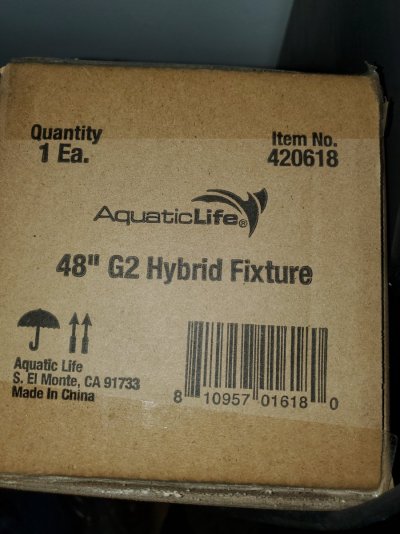 Quantity
1 Ea.
Item No.
420618
AquaticLife®
48" G2 Hybrid Fixture
Aquatic Life
S. El Monte, CA 91733
Made In China
8 10957 01618 0